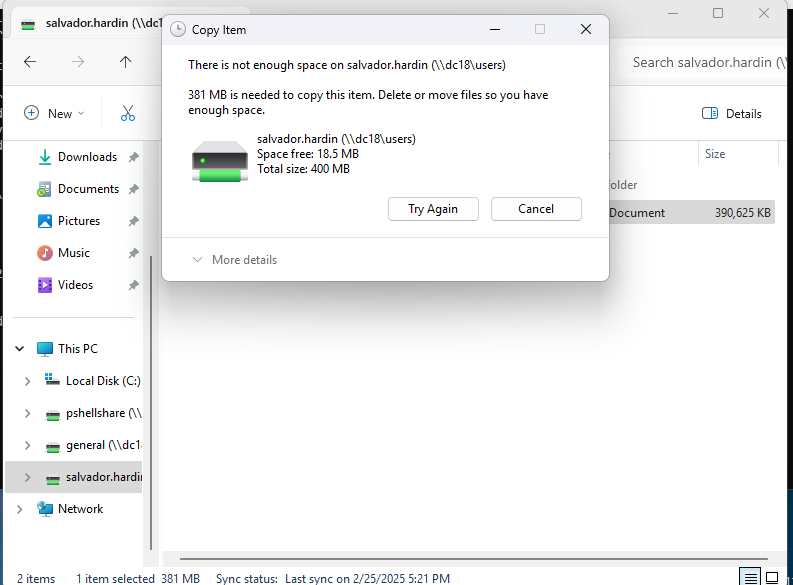 salvador.hardin (\\dc1
Copy Item
There is not enough space on salvador.hardin (\\dc18\users)
Search salvador.hardin (\\
381 MB is needed to copy this item. Delete or move files so you have
enough space.
New
Details
salvador.hardin (\\dc18\users)
Space free: 18.5 MB
Total size: 400 MB
Downloads
Size
Documents
older
Try Again
Cancel
Document
390,625 KB
Pictures
Music
More details
Videos
This PC
Local Disk (C:)
pshellshare (\\
general (\\dc1
salvador.hardi
Network
2 items
1 item selected 381 MB
Sync status: Last sync on 2/25/2025 5:21 PM